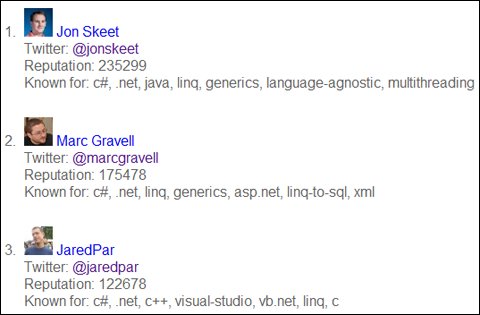 1. Jon Skeet
Twitter: @jonskeet
Reputation: 235299
Known for: c#, .net, java, linq, generics, language-agnostic, multithreading
2. Marc Gravell
Twitter: @marcgravell
Reputation: 175478
Known for: c#, .net, linq, generics, asp.net, linq-to-sql, xml
3. JaredPar
Twitter: @jaredpar
Reputation: 122678
Known for: c#, .net, c++, visual-studio, vb.net, linq, c